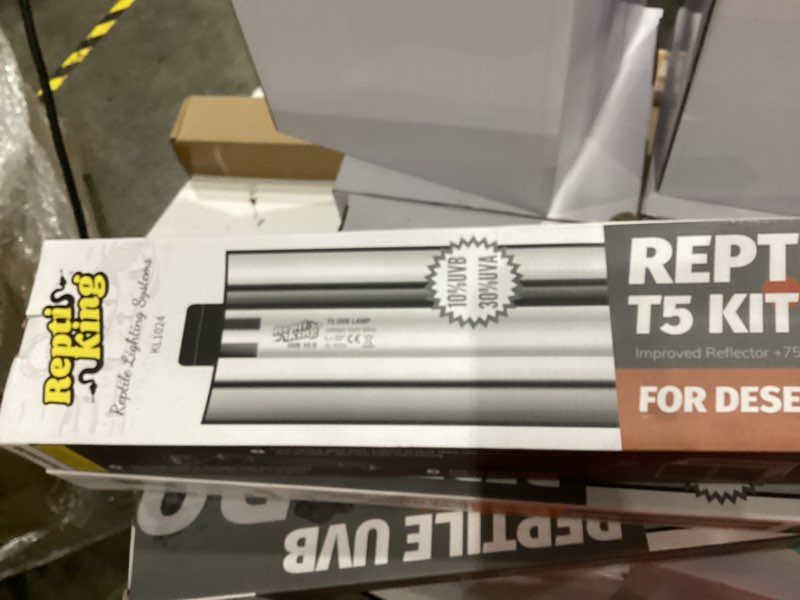 Repti
King
Reptile Lighting Systems
KL1024
10%UVB
30%UVA
T5 UVB LAMP
UVB 10.0
CE
REPT
T5 KIT
Improved Reflector +75
FOR DESE
REPTILE UVB